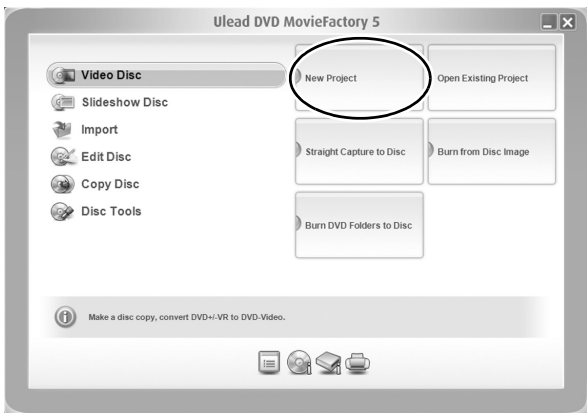 Ulead DVD MovieFactory 5
Video Disc
Slideshow Disc
Import
Edit Disc
Copy Disc
Disc Tools
New Project
Open Existing Project
Straight Capture to Disc
Burn from Disc Image
Burn DVD Folders to Disc
Make a disc copy, convert DVD+/-VR to DVD-Video.